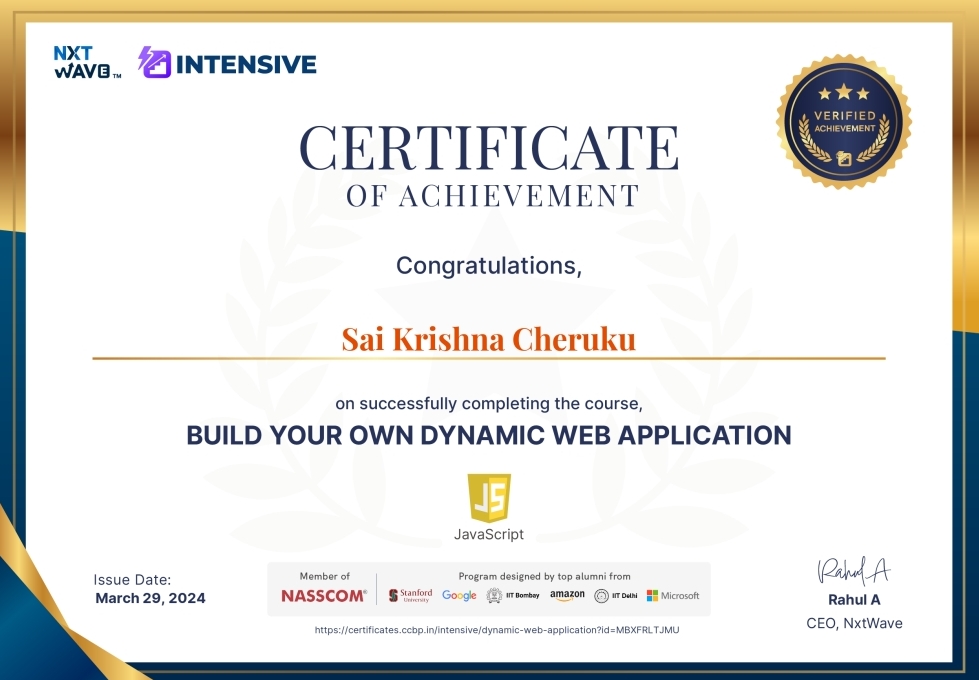 NXT
WAVE TM
INTENSIVE
VERIFIED
ACHIEVEMENT
CERTIFICATE
OF ACHIEVEMENT
Congratulations,
Sai Krishna Cheruku
on successfully completing the course,
BUILD YOUR OWN DYNAMIC WEB APPLICATION
JS
JavaScript
Issue Date:
March 29, 2024
Member of
NASSCOM®
Program designed by top alumni from
Stanford University Google IIT Bombay amazon IIT Delhi Microsoft
https://certificates.ccbp.in/intensive/dynamic-web-application?id=MBXFRLTJMU
Rahul A
Rahul A
CEO, NxtWave